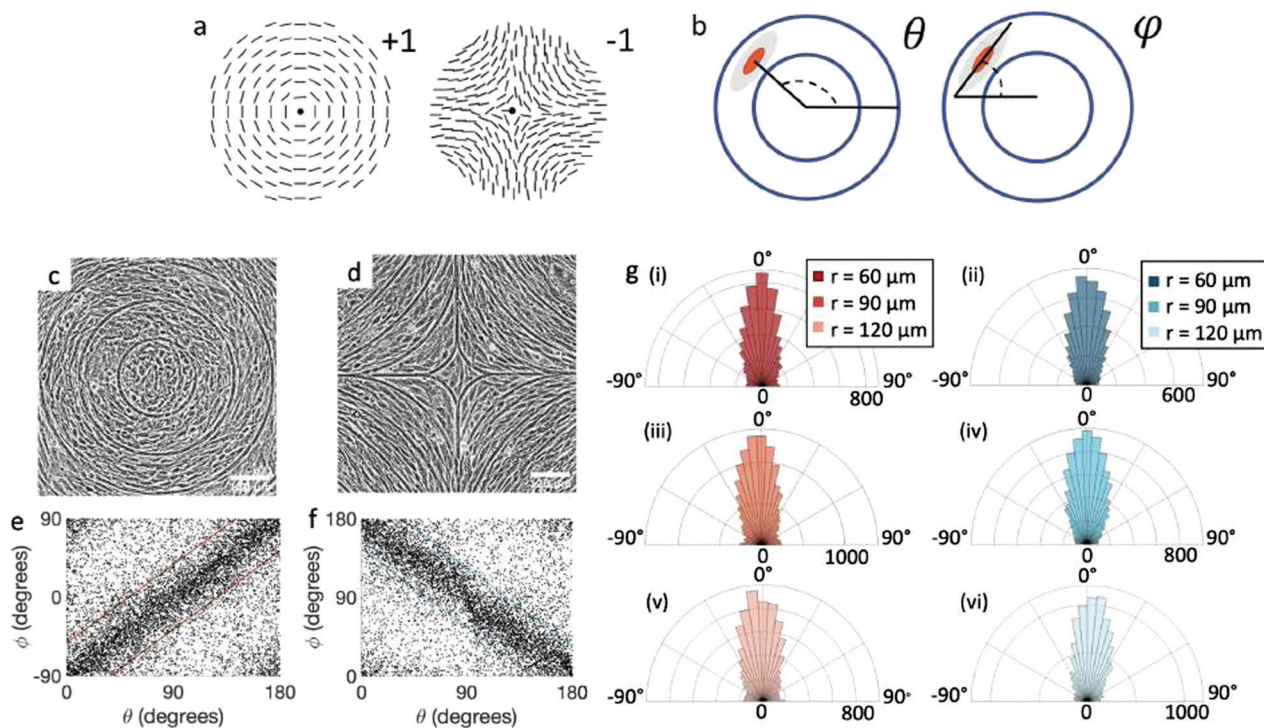 a
+1
-1
b
θ
φ
c
d
g (i)
0°
r = 60 µm
r = 90 µm
r = 120 µm
-90°
90°
0
800
(ii)
0°
r = 60 µm
r = 90 µm
r = 120 µm
-90°
90°
0
600
(iii)
0°
-90°
90°
0
1000
(iv)
0°
-90°
90°
0
800
e
90
0
-90
ϕ (degrees)
0
90
180
θ (degrees)
f
180
90
0
ϕ (degrees)
0
90
180
θ (degrees)
(v)
0°
-90°
90°
0
800
(vi)
0°
-90°
90°
0
1000